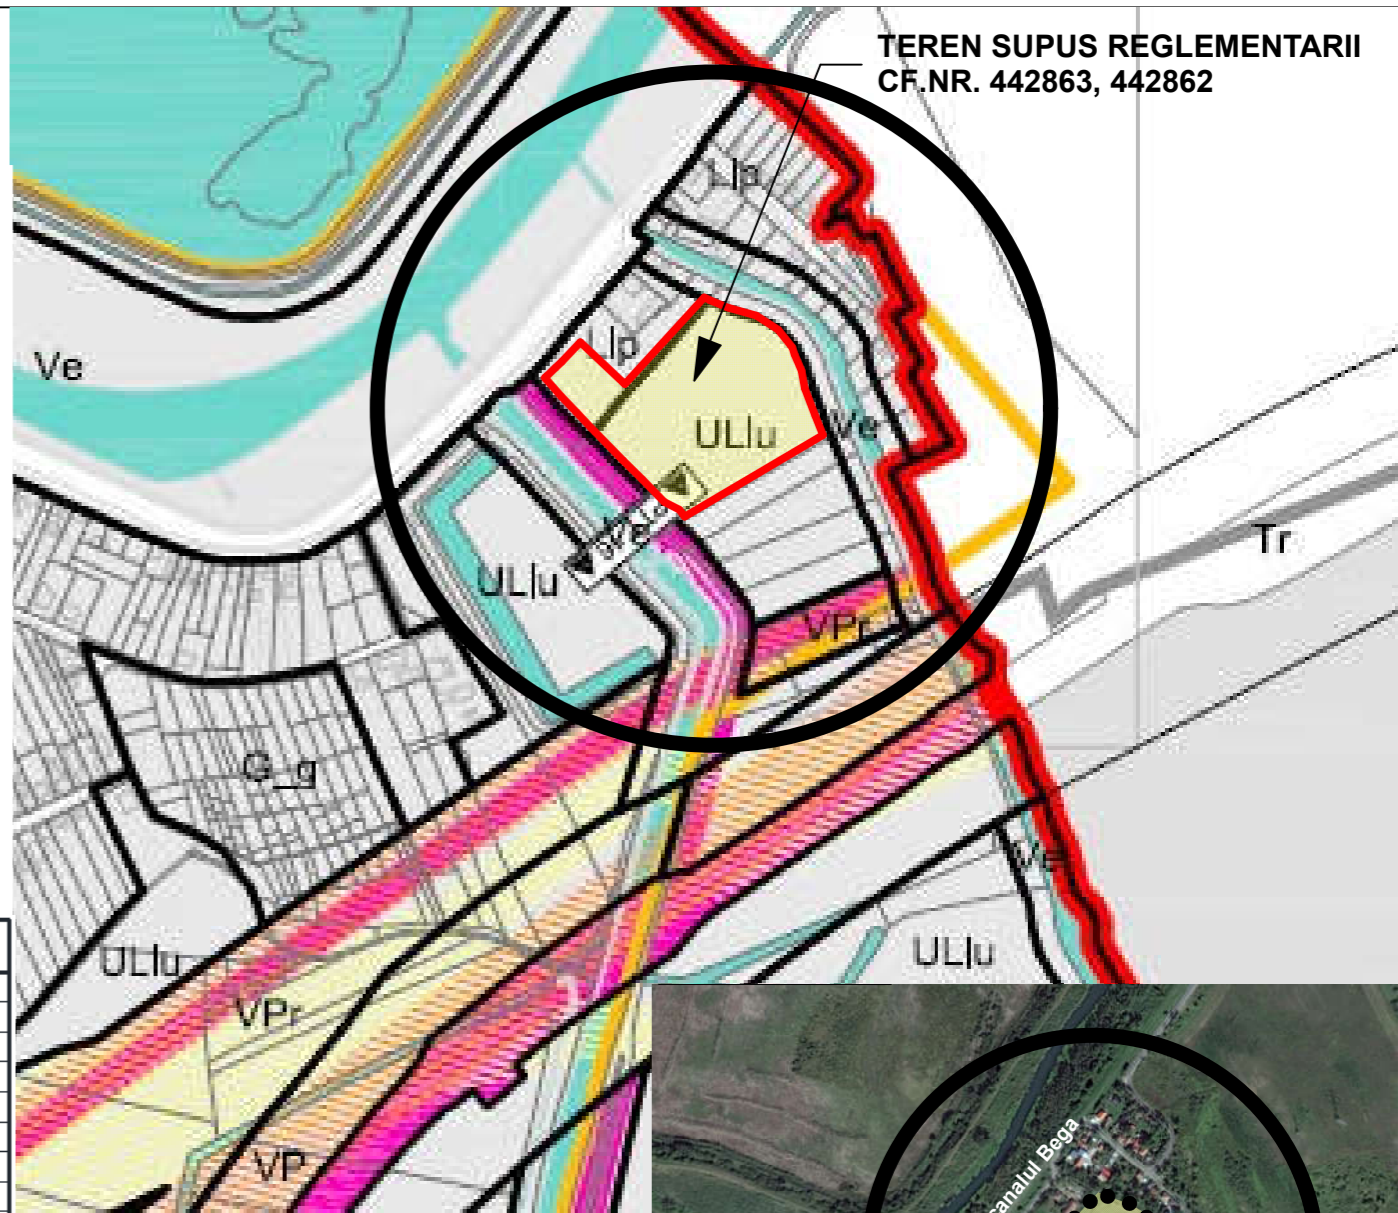 TEREN SUPUS REGLEMENTARII
CF.NR. 442863, 442862
L|p
L|p
Ve
UL|u
Ve
Tr
UL|u
VPr
G_g
Ve
UL|u
UL|u
VPr
VP
canalul Bega